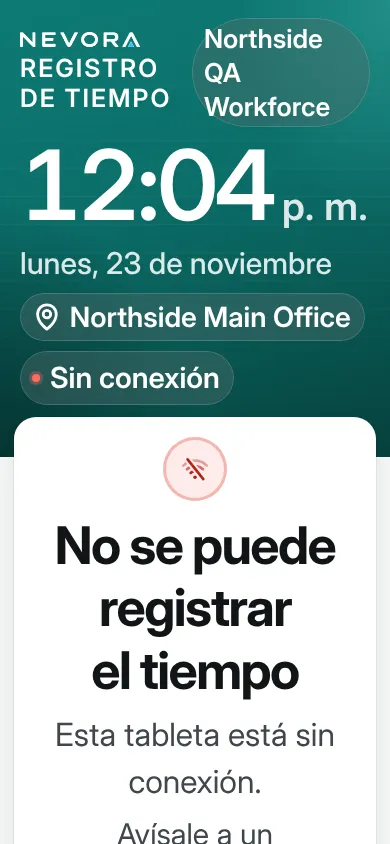 NEVORA
REGISTRO
DE TIEMPO
Northside
QA
Workforce
12:04 p. m.
lunes, 23 de noviembre
Northside Main Office
Sin conexión
No se puede
registrar
el tiempo
Esta tableta está sin
conexión.
Avísale a un